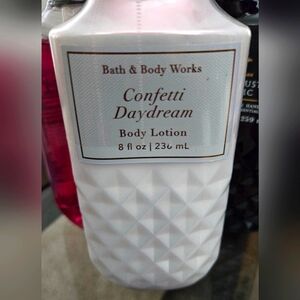 Bath & Body Works
Confetti
Daydream
Body Lotion
8 fl oz | 236 mL